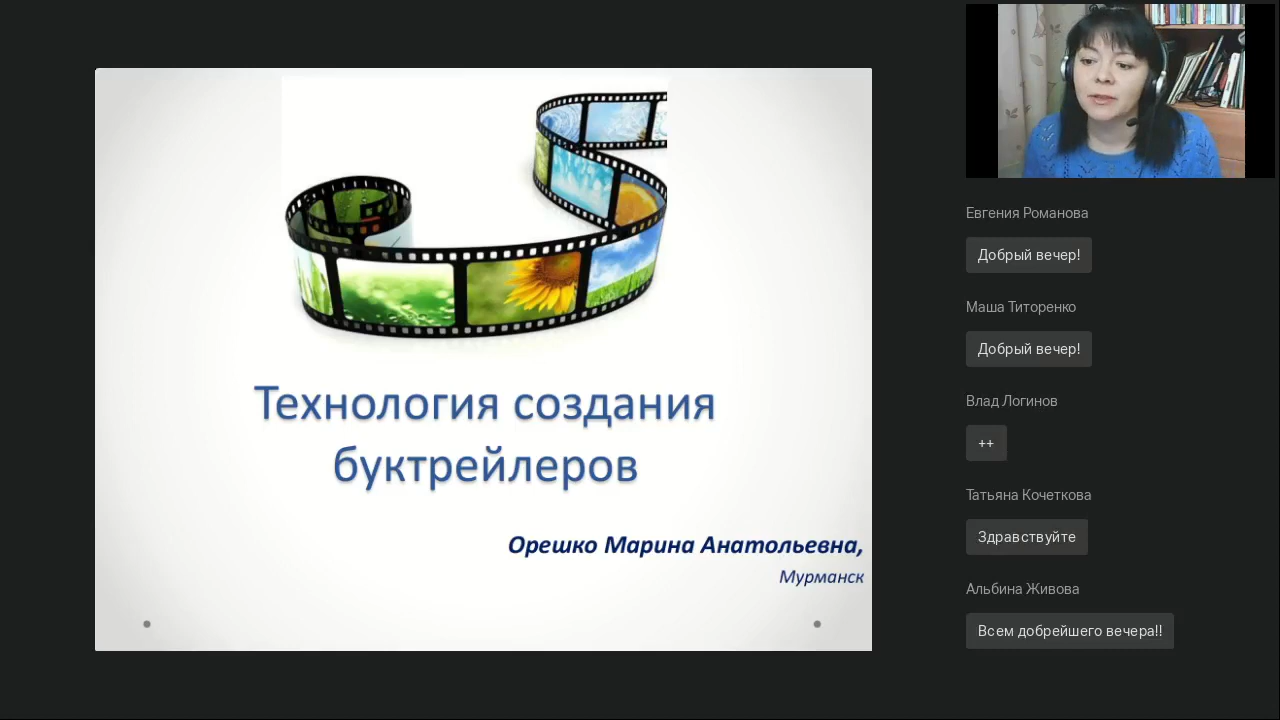 Технология создания
буктрейлеров
Орешко Марина Анатольевна,
Мурманск
Евгения Романова
Добрый вечер!
Маша Титоренко
Добрый вечер!
Влад Логинов
++
Татьяна Кочеткова
Здравствуйте
Альбина Живова
Всем добрейшего вечера!!